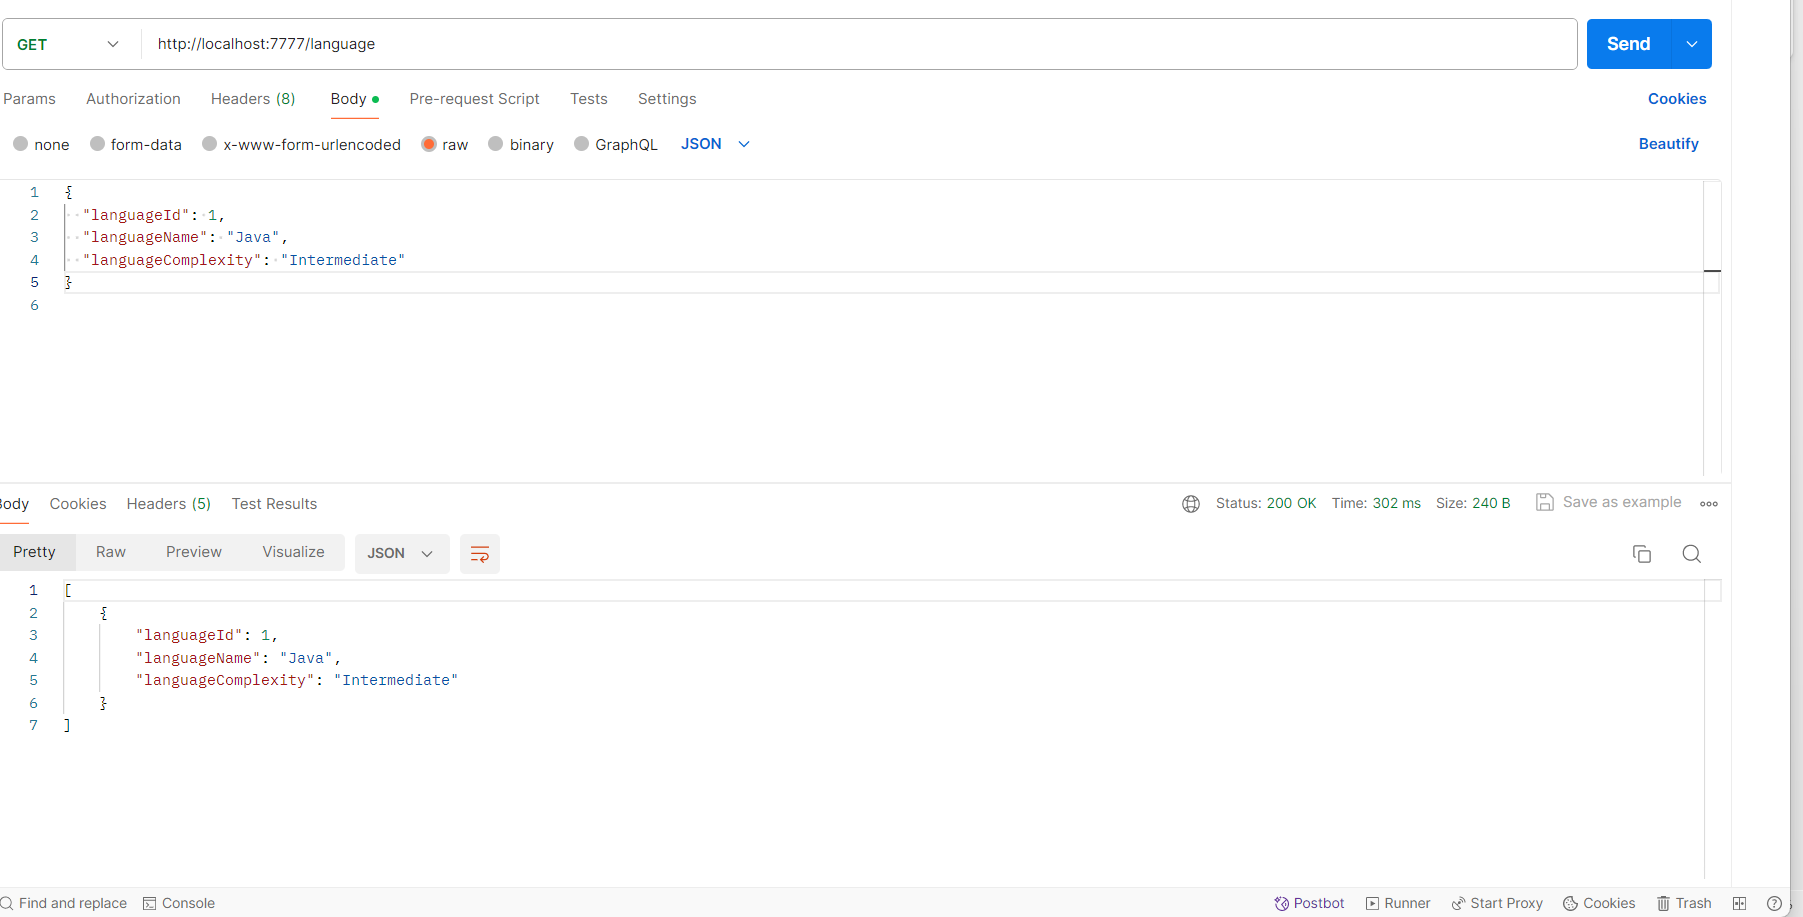 GET http://localhost:7777/language Send
Params Authorization Headers (8) Body Pre-request Script Tests Settings Cookies
none form-data x-www-form-urlencoded raw binary GraphQL JSON Beautify
1 {
2 "languageId": 1,
3 "languageName": "Java",
4 "languageComplexity": "Intermediate"
5 }
6
Body Cookies Headers (5) Test Results Status: 200 OK Time: 302 ms Size: 240 B Save as example
Pretty Raw Preview Visualize JSON
1 [
2 {
3 "languageId": 1,
4 "languageName": "Java",
5 "languageComplexity": "Intermediate"
6 }
7 ]
Find and replace Console Postbot Runner Start Proxy Cookies Trash